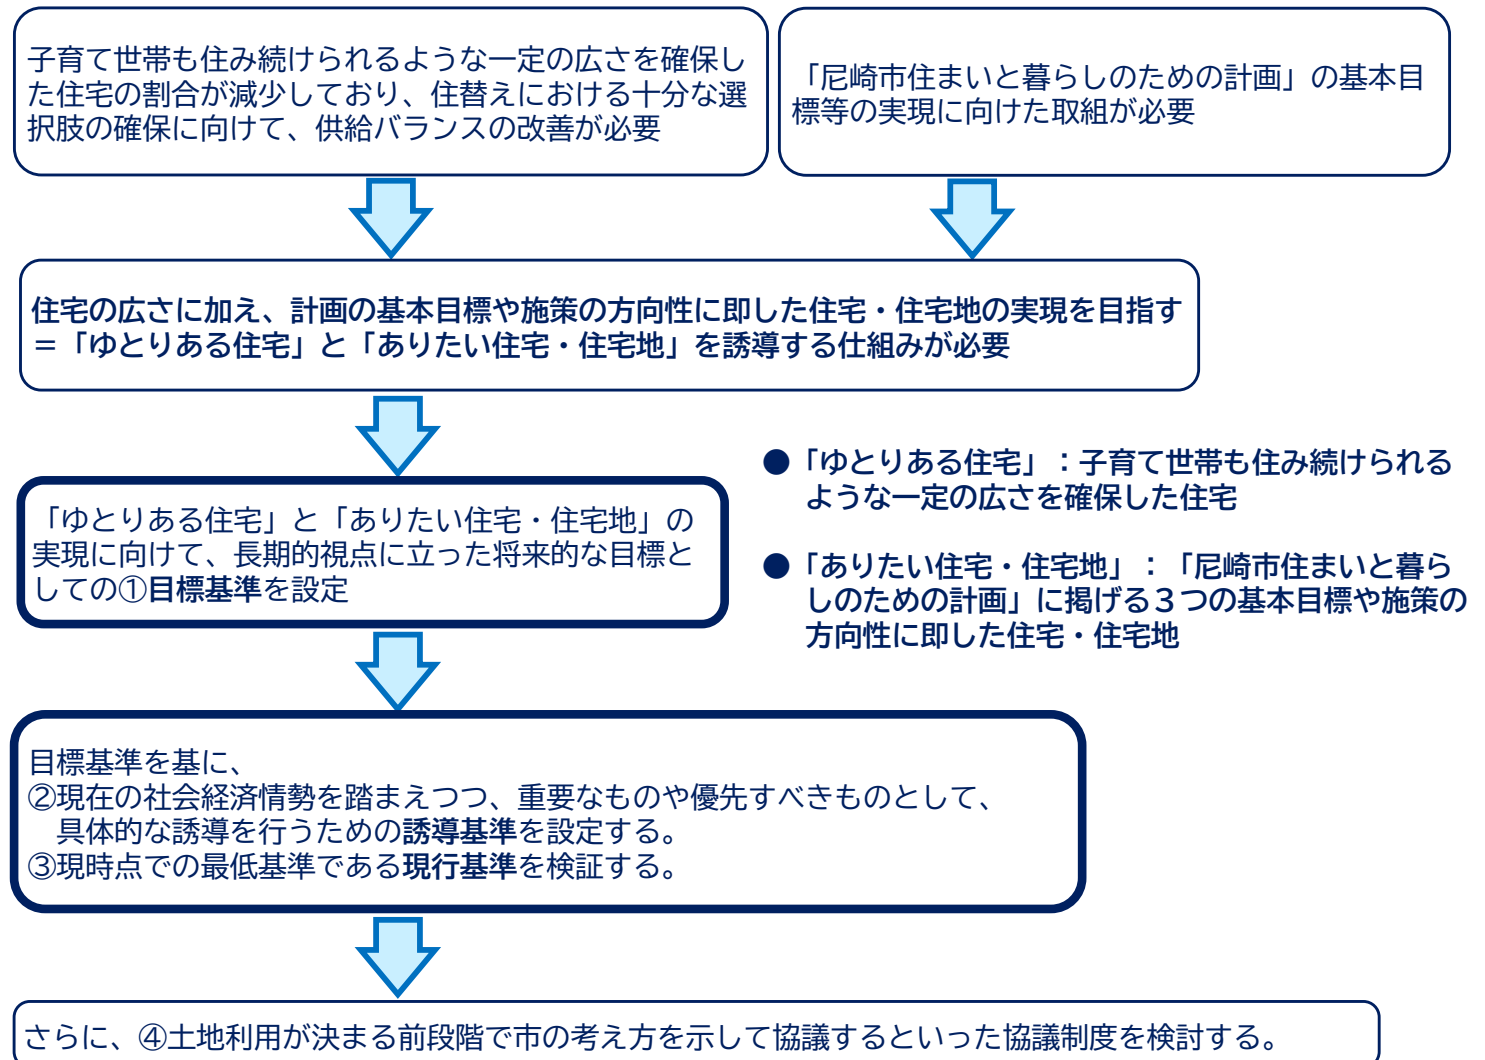 子育て世帯も住み続けられるような一定の広さを確保し
た住宅の割合が減少しており、住替えにおける十分な選
択肢の確保に向けて、供給バランスの改善が必要
「尼崎市住まいと暮らしのための計画」の基本目
標等の実現に向けた取組が必要
住宅の広さに加え、計画の基本目標や施策の方向性に即した住宅・住宅地の実現を目指す
＝「ゆとりある住宅」と「ありたい住宅・住宅地」を誘導する仕組みが必要
●「ゆとりある住宅」：子育て世帯も住み続けられる
ような一定の広さを確保した住宅
●「ありたい住宅・住宅地」：「尼崎市住まいと暮ら
しのための計画」に掲げる３つの基本目標や施策の
方向性に即した住宅・住宅地
「ゆとりある住宅」と「ありたい住宅・住宅地」の
実現に向けて、長期的視点に立った将来的な目標と
しての①目標基準を設定
目標基準を基に、
②現在の社会経済情勢を踏まえつつ、重要なものや優先すべきものとして、
具体的な誘導を行うための誘導基準を設定する。
③現時点での最低基準である現行基準を検証する。
さらに、④土地利用が決まる前段階で市の考え方を示して協議するといった協議制度を検討する。